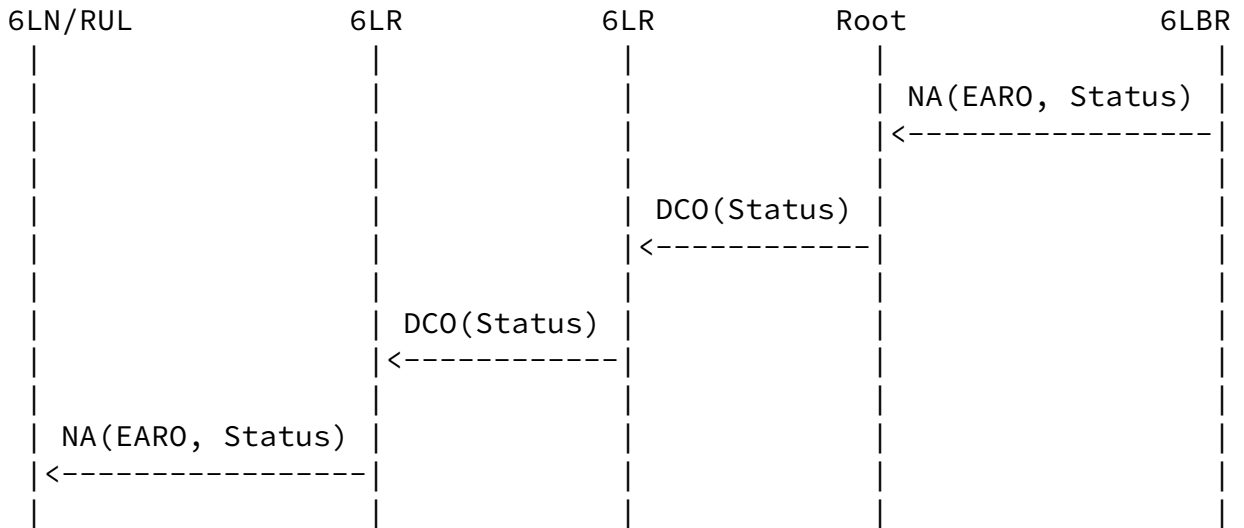 6LN/RUL 6LR 6LR Root 6LBR
NA(EARO, Status)
DCO(Status)
DCO(Status)
NA(EARO, Status)